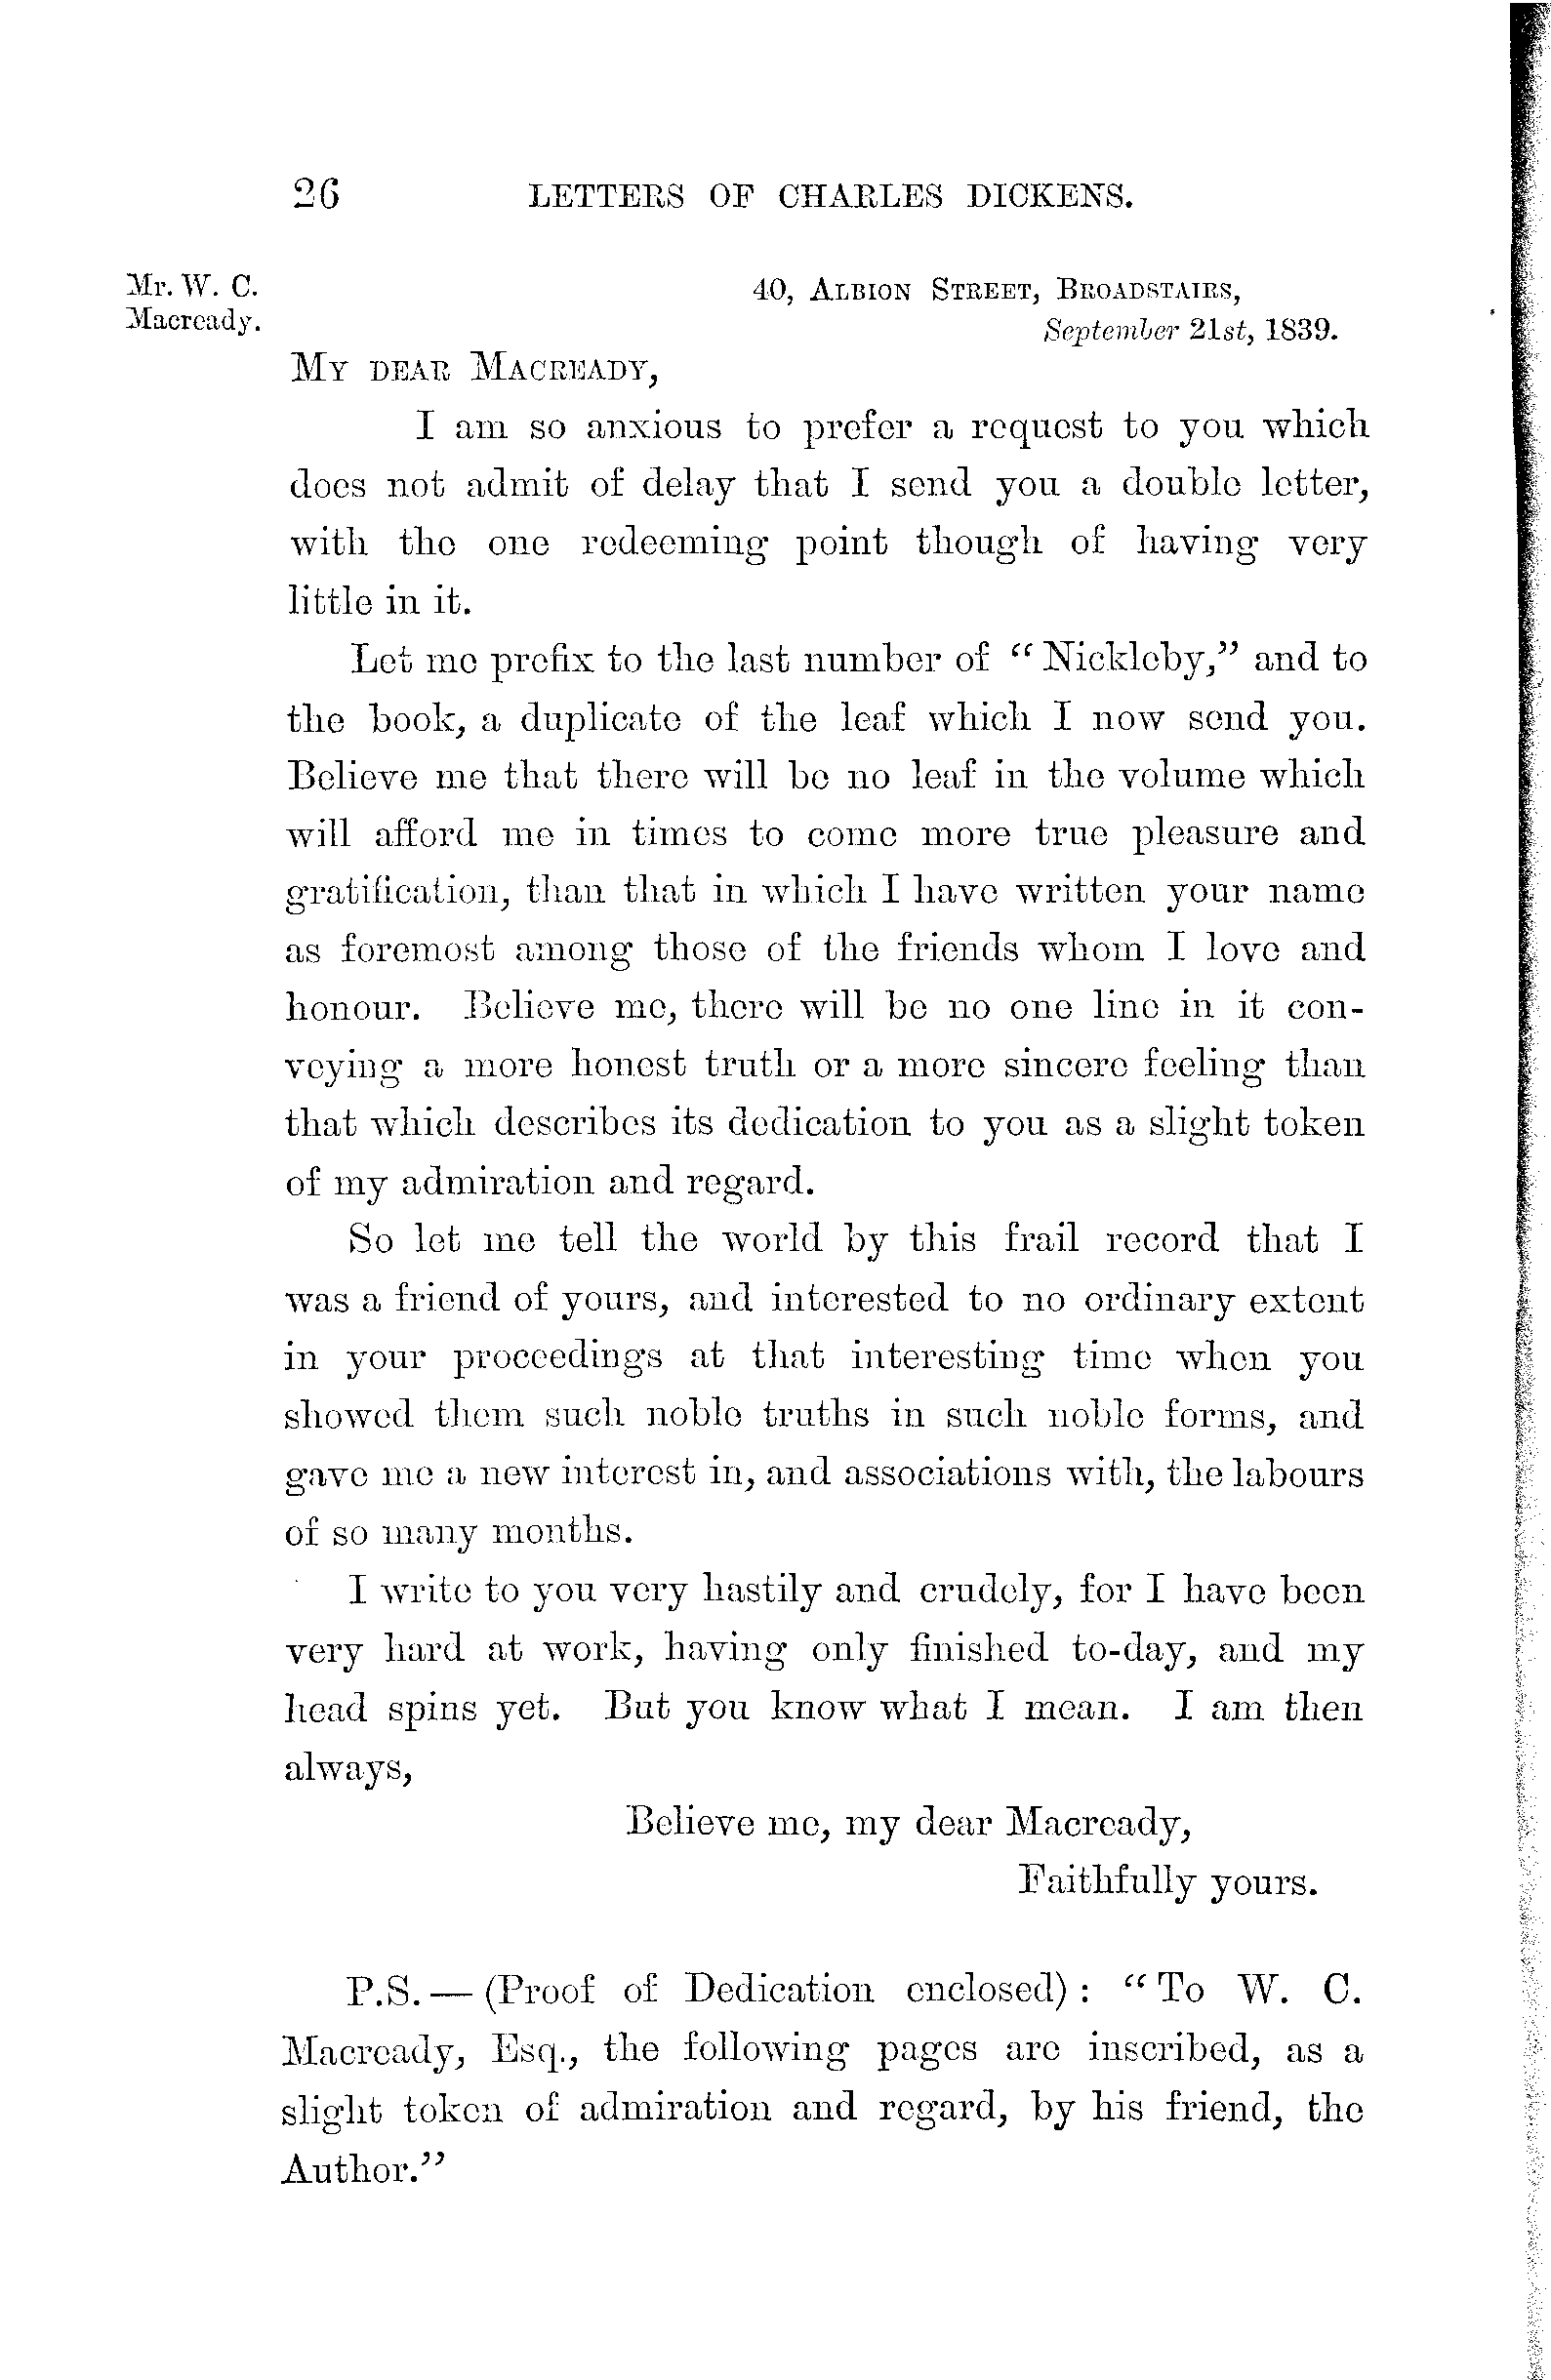 26 LETTERS OF CHARLES DICKENS.
Mr. W. C.
Macready.
40, ALBION STREET, BROADSTAIRS,
September 21st, 1839.
MY DEAR MACREADY,
I am so anxious to prefer a request to you which
does not admit of delay that I send you a double letter,
with the one redeeming point though of having very
little in it.
Let me prefix to the last number of “Nickleby,” and to
the book, a duplicate of the leaf which I now send you.
Believe me that there will be no leaf in the volume which
will afford me in times to come more true pleasure and
gratification, than that in which I have written your name
as foremost among those of the friends whom I love and
honour. Believe me, there will be no one line in it con-
veying a more honest truth or a more sincere feeling than
that which describes its dedication to you as a slight token
of my admiration and regard.
So let me tell the world by this frail record that I
was a friend of yours, and interested to no ordinary extent
in your proceedings at that interesting time when you
showed them such noble truths in such noble forms, and
gave me a new interest in, and associations with, the labours
of so many months.
I write to you very hastily and crudely, for I have been
very hard at work, having only finished to-day, and my
head spins yet. But you know what I mean. I am then
always,
Believe me, my dear Macready,
Faithfully yours.
P.S.— (Proof of Dedication enclosed): “To W. C.
Macready, Esq., the following pages are inscribed, as a
slight token of admiration and regard, by his friend, the
Author.”